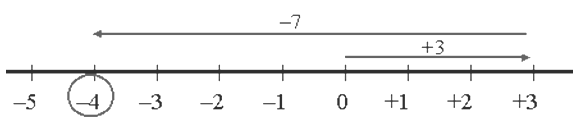 –7
+3
–5 –4 –3 –2 –1 0 +1 +2 +3